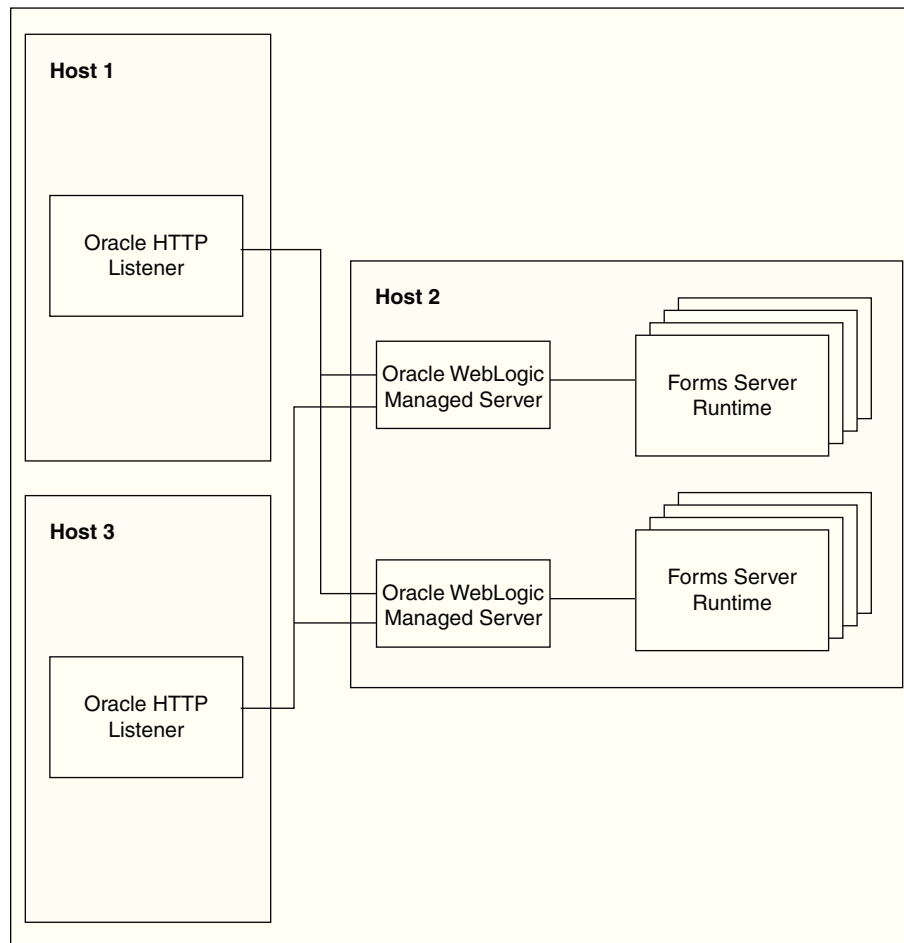 Host 1
Oracle HTTP
Listener
Host 2
Oracle WebLogic
Managed Server
Forms Server
Runtime
Host 3
Oracle WebLogic
Managed Server
Forms Server
Runtime
Oracle HTTP
Listener